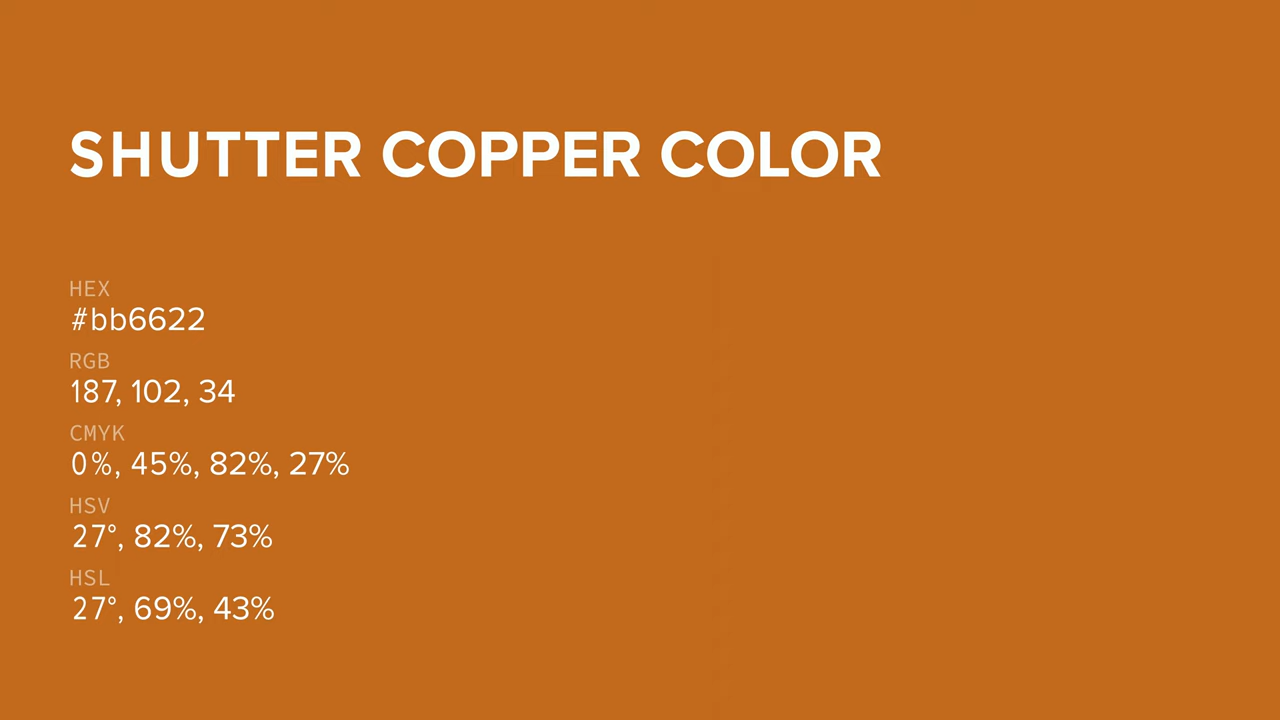 SHUTTER COPPER COLOR
HEX
#bb6622
RGB
187, 102, 34
CMYK
0%, 45%, 82%, 27%
HSV
27°, 82%, 73%
HSL
27°, 69%, 43%